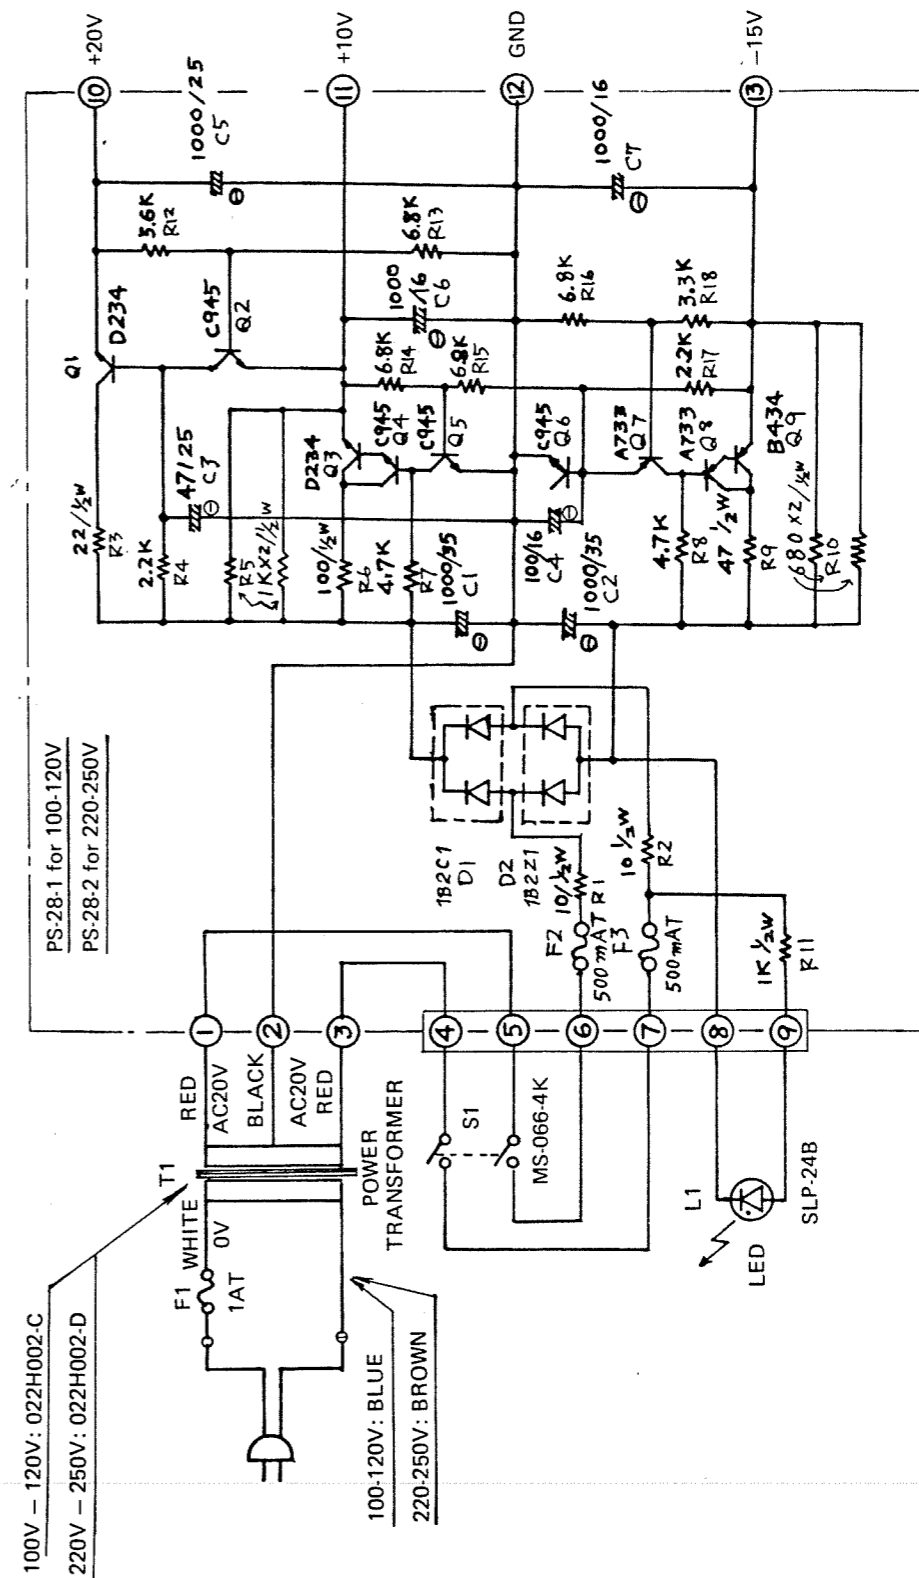 100V – 120V: 022H002-C
220V – 250V: 022H002-D
PS-28-1 for 100-120V
PS-28-2 for 220-250V
T1
F1
1AT
WHITE
0V
RED
AC20V
BLACK
AC20V
RED
1
2
3
POWER
TRANSFORMER
100-120V: BLUE
220-250V: BROWN
S1
MS-066-4K
4
5
6
7
8
9
L1
LED
SLP-24B
F2
500mAT
F3
500mAT
10/½W
R1
10 ½W
R2
1K ½W
R11
1B2C1
D1
D2
1B2Z1
22/½W
R3
2.2K
R4
47/25
C3
R5
1K×2/½W
100/½W
R6
4.7K
R7
1000/35
C1
100/16
C4
1000/35
C2
4.7K
R8
47 ½W
R9
680×2/½W
R10
Q1
D234
C945
Q2
D234
Q3
C945
Q4
C945
Q5
C945
Q6
A733
Q7
A733
Q8
B434
Q9
5.6K
R12
6.8K
R13
6.8K
R14
6.8K
R15
6.8K
R16
2.2K
R17
3.3K
R18
1000/25
C5
1000
/16
C6
1000/16
C7
10
+20V
11
+10V
12
GND
13
–15V